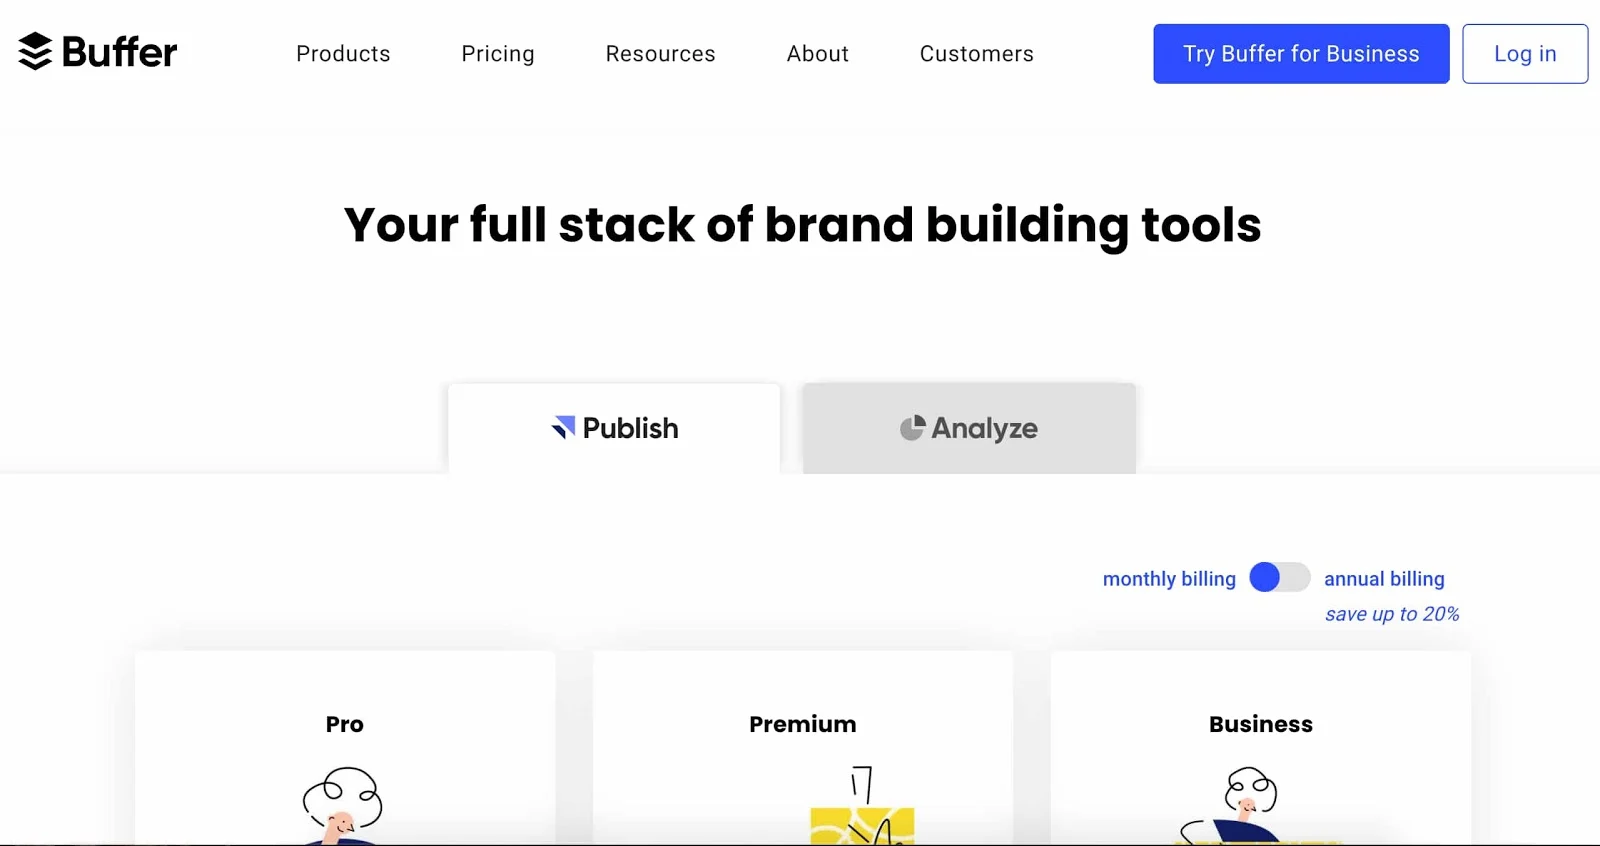 Buffer
Products Pricing Resources About Customers
Try Buffer for Business
Log in
Your full stack of brand building tools
Publish
Analyze
monthly billing
annual billing
save up to 20%
Pro
Premium
Business